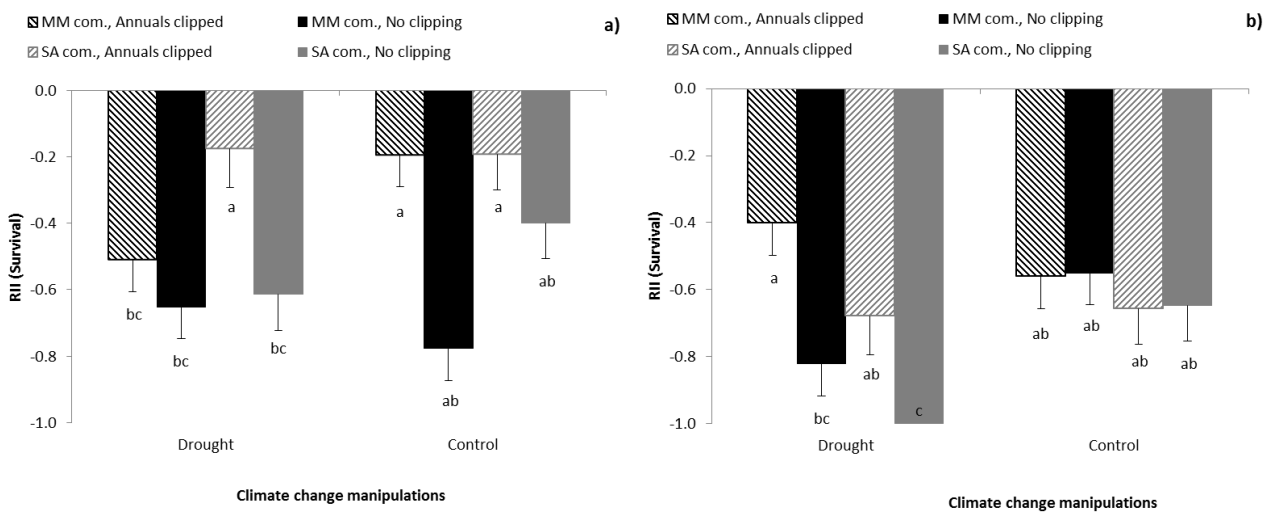 MM com., Annuals clipped MM com., No clipping a)
SA com., Annuals clipped SA com., No clipping
0.0
-0.2
-0.4
-0.6
-0.8
-1.0
RII (Survival)
bc bc a bc a ab a ab
Drought Control
Climate change manipulations
MM com., Annuals clipped MM com., No clipping b)
SA com., Annuals clipped SA com., No clipping
0.0
-0.2
-0.4
-0.6
-0.8
-1.0
RII (Survival)
a bc ab c ab ab ab ab
Drought Control
Climate change manipulations